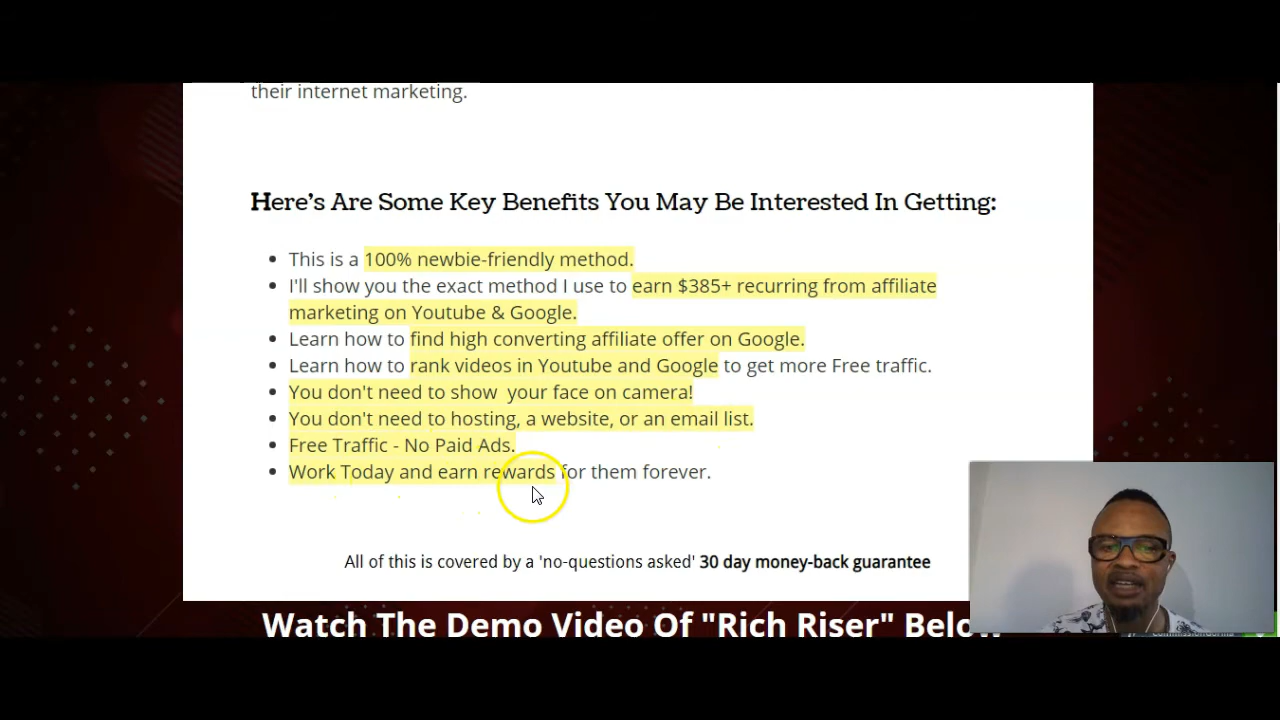 their internet marketing.
Here's Are Some Key Benefits You May Be Interested In Getting:
This is a 100% newbie-friendly method.
I'll show you the exact method I use to earn $385+ recurring from affiliate
marketing on Youtube & Google.
Learn how to find high converting affiliate offer on Google.
Learn how to rank videos in Youtube and Google to get more Free traffic.
You don't need to show your face on camera!
You don't need to hosting, a website, or an email list.
Free Traffic - No Paid Ads.
Work Today and earn rewards for them forever.
All of this is covered by a 'no-questions asked' 30 day money-back guarantee
Watch The Demo Video Of "Rich Riser" Below